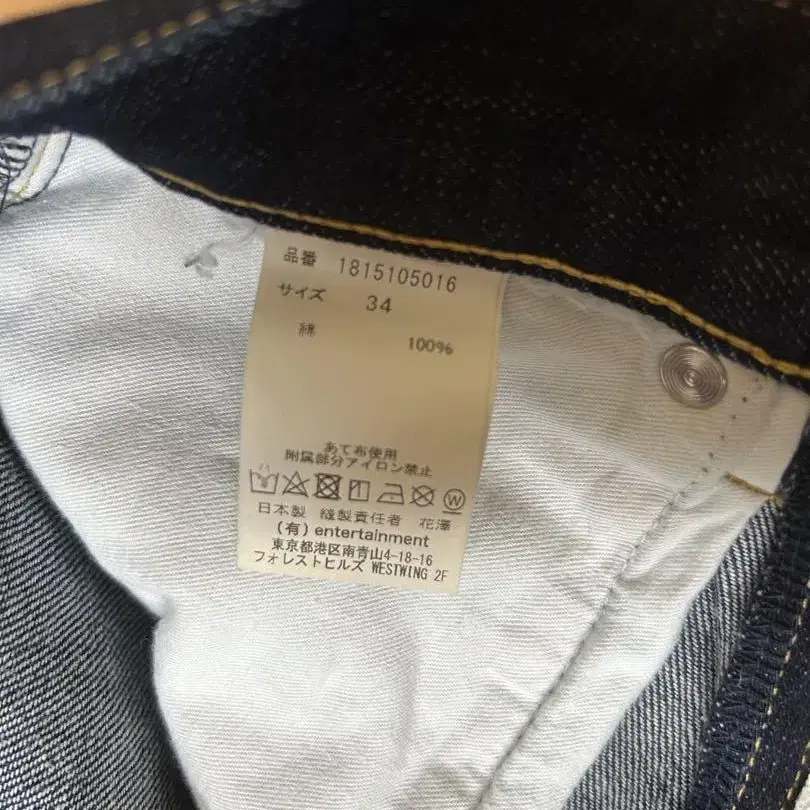 品番 1815105016
サイズ 34
綿 100%
あて布使用
附属部分アイロン禁止
W
日本製 縫製責任者 花澤
(有) entertainment
東京都港区南青山4-18-16
フォレストヒルズ WESTWING 2F